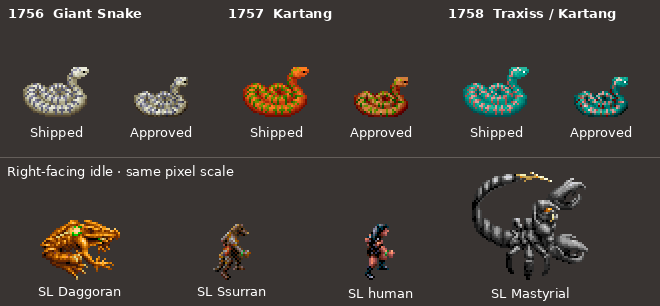 1756 Giant Snake
1757 Kartang
1758 Traxiss / Kartang
Shipped
Approved
Shipped
Approved
Shipped
Approved
Right-facing idle · same pixel scale
SL Daggoran
SL Ssurran
SL human
SL Mastyrial